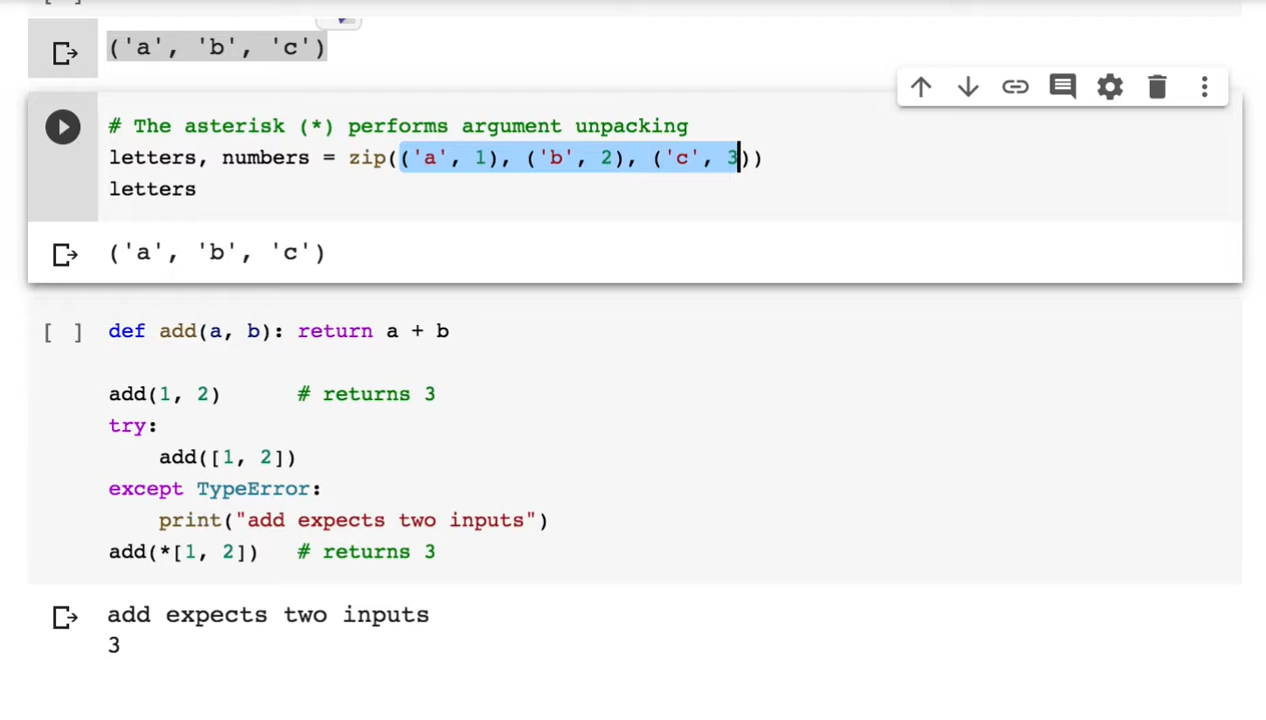 [ ]
('a', 'b', 'c')
# The asterisk (*) performs argument unpacking
letters, numbers = zip(('a', 1), ('b', 2), ('c', 3))
letters
('a', 'b', 'c')
[ ] def add(a, b): return a + b
add(1, 2)      # returns 3
try:
    add([1, 2])
except TypeError:
    print("add expects two inputs")
add(*[1, 2])   # returns 3
add expects two inputs
3